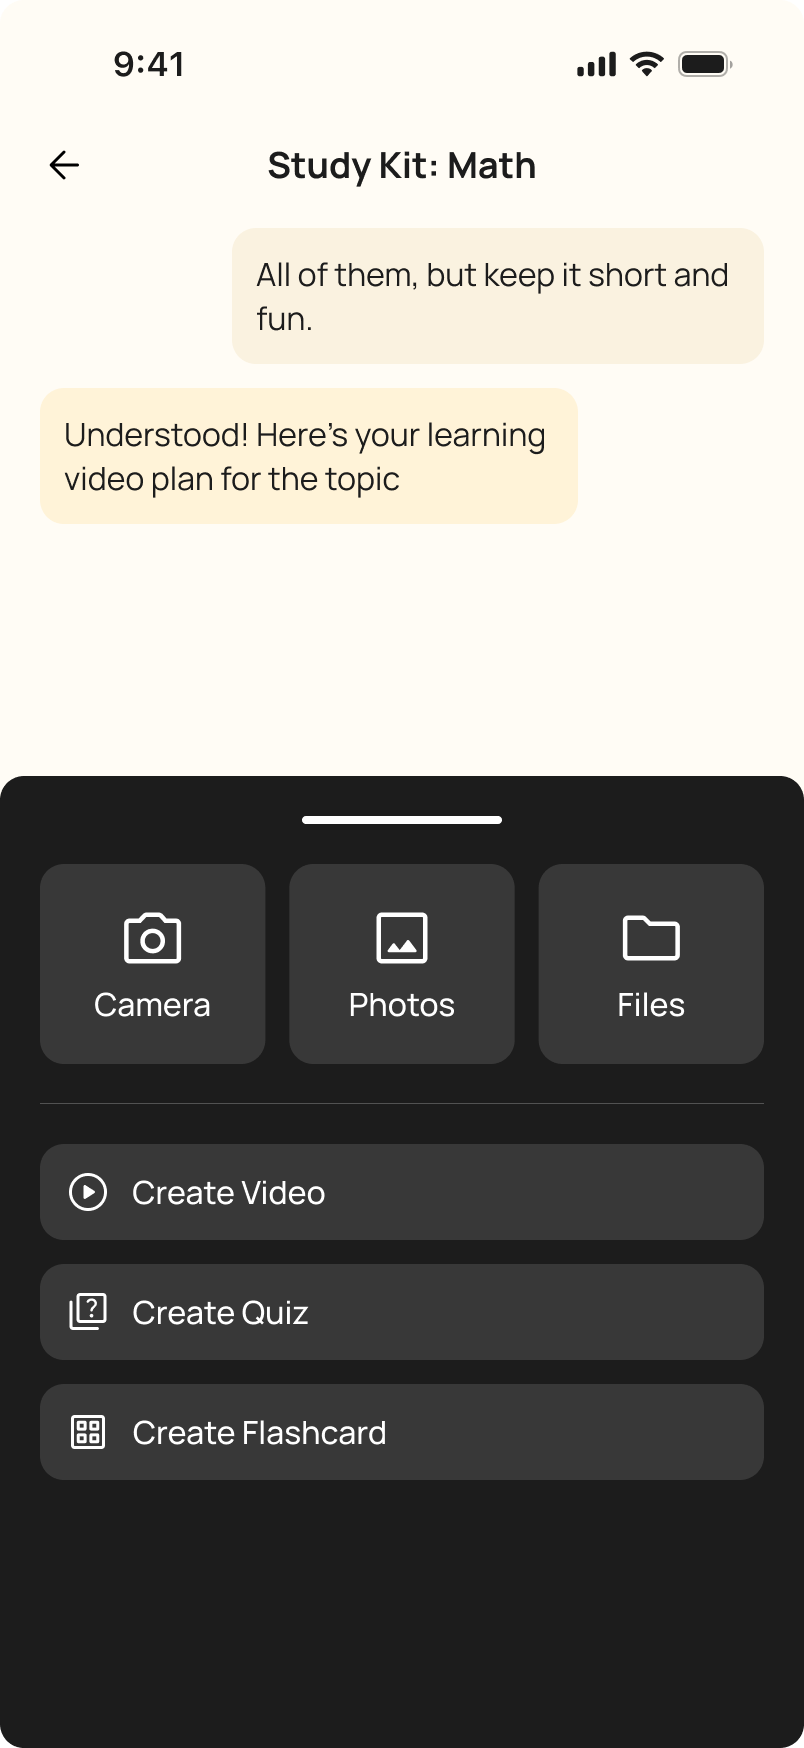 9:41
Study Kit: Math
All of them, but keep it short and
fun.
Understood! Here’s your learning
video plan for the topic
Camera
Photos
Files
Create Video
?
Create Quiz
Create Flashcard